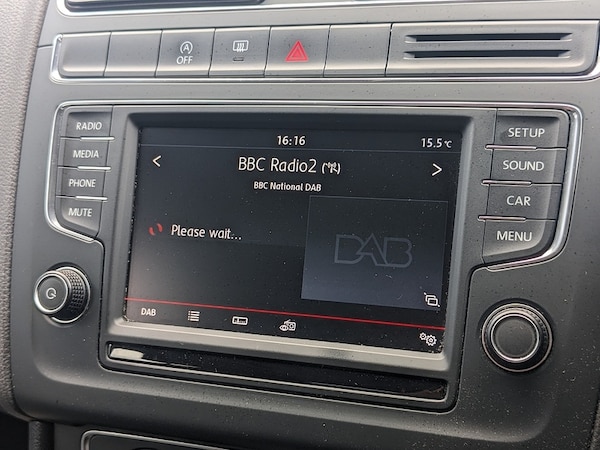 OFF
RADIO
MEDIA
PHONE
MUTE
SETUP
SOUND
CAR
MENU
16:16
15.5°C
BBC Radio2
BBC National DAB
Please wait...
DAB
DAB